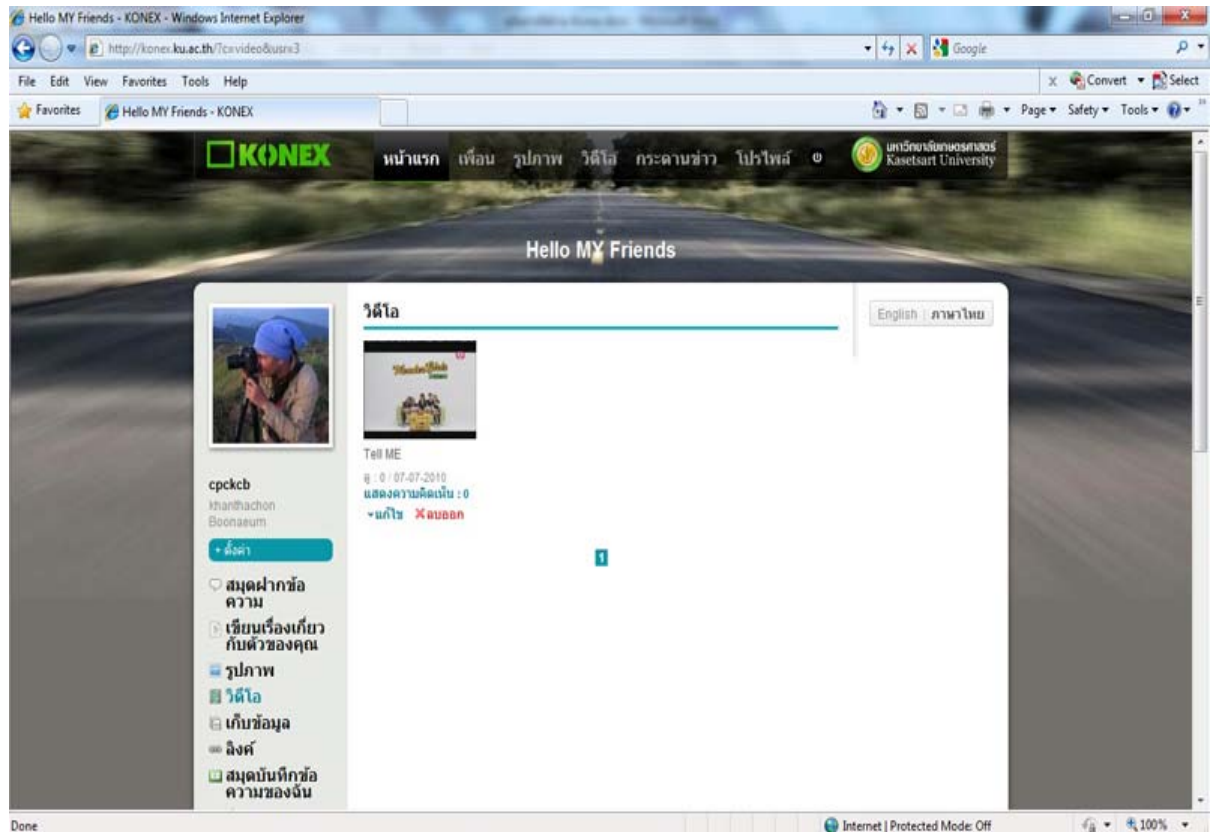 Hello MY Friends - KONEX - Windows Internet Explorer
http://konex.ku.ac.th/?c=video&usr=3
Google
File Edit View Favorites Tools Help
x Convert Select
Favorites Hello MY Friends - KONEX
Page Safety Tools
KONEX หน้าแรก เพื่อน รูปภาพ วิดีโอ กระดานข่าว โปรไพล์ มหาวิทยาลัยเกษตรศาสตร์
Kasetsart University
Hello MY Friends
วิดีโอ
English | ภาษาไทย
Wonder Girls
Tell ME
ดู : 0 / 07-07-2010
แสดงความคิดเห็น : 0
แก้ไข ลบออก
1
cpckcb
khanthachon
Boonaeum
+ ตั้งค่า
สมุดฝากข้อ
ความ
เขียนเรื่องเกี่ยว
กับตัวของคุณ
รูปภาพ
วิดีโอ
เก็บข้อมูล
ลิงค์
สมุดบันทึกข้อ
ความของฉัน
Done
Internet | Protected Mode: Off
100%